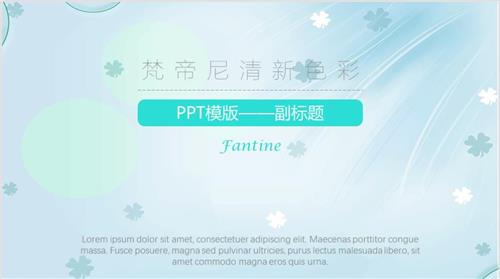 梵帝尼清新色彩
PPT模版——副标题
Fantine
Lorem ipsum dolor sit amet, consectetuer adipiscing elit. Maecenas porttitor congue
massa. Fusce posuere, magna sed pulvinar ultricies, purus lectus malesuada libero, sit
amet commodo magna eros quis urna.